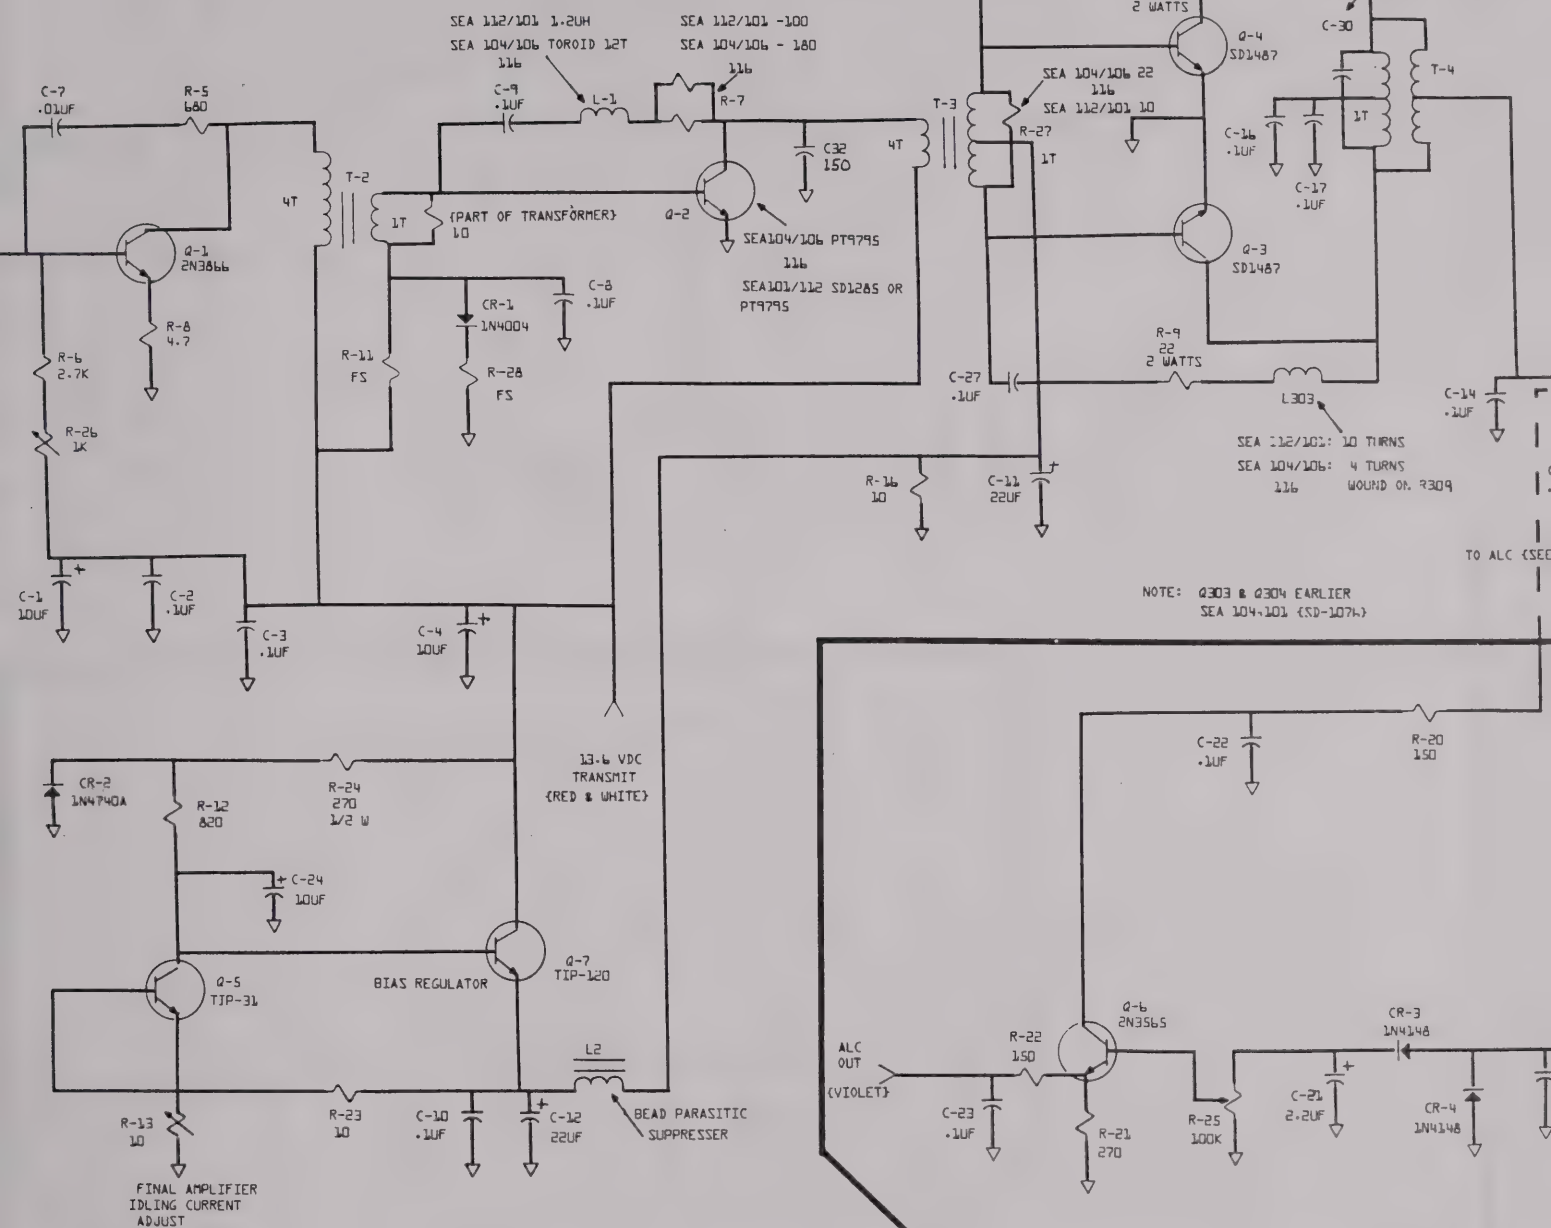 2 WATTS
C-30
SEA 112/101 1.2UH
SEA 104/106 TOROID 12T
116
SEA 112/101 -100
SEA 104/106 - 180
116
Q-4
SD1487
T-4
SEA 104/106 22
116
SEA 112/101 10
R-27
1T
C-7
.01UF
R-5
680
C-9
.1UF
L-1
R-7
C32
150
T-3
4T
C-16
.1UF
1T
C-17
.1UF
T-2
4T
1T
{PART OF TRANSFORMER}
10
Q-2
SEA104/106 PT9795
116
SEA101/112 SD1285 OR
PT9795
Q-3
SD1487
Q-1
2N3866
R-8
4.7
CR-1
1N4004
C-8
.1UF
R-6
2.7K
R-11
FS
R-28
FS
R-9
22
2 WATTS
C-27
.1UF
L303
C-14
.1UF
R-26
1K
SEA 112/101: 10 TURNS
SEA 104/106: 4 TURNS
116 WOUND ON R309
R-16
10
C-11
22UF
+
TO ALC {SEE
C-1
10UF
+
C-2
.1UF
C-3
.1UF
C-4
10UF
+
NOTE: Q303 & Q304 EARLIER
SEA 104,101 {SD-1076}
13.6 VDC
TRANSMIT
{RED & WHITE}
C-22
.1UF
R-20
150
CR-2
1N4740A
R-12
820
R-24
270
1/2 W
+ C-24
10UF
Q-5
TIP-31
BIAS REGULATOR
Q-7
TIP-120
Q-6
2N3565
CR-3
1N4148
L2
ALC
OUT
{VIOLET}
R-22
150
R-13
10
R-23
10
C-10
.1UF
+
C-12
22UF
BEAD PARASITIC
SUPPRESSER
C-23
.1UF
R-21
270
R-25
100K
C-21
2.2UF
+
CR-4
1N4148
FINAL AMPLIFIER
IDLING CURRENT
ADJUST